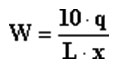 W = 10 · q / L · x